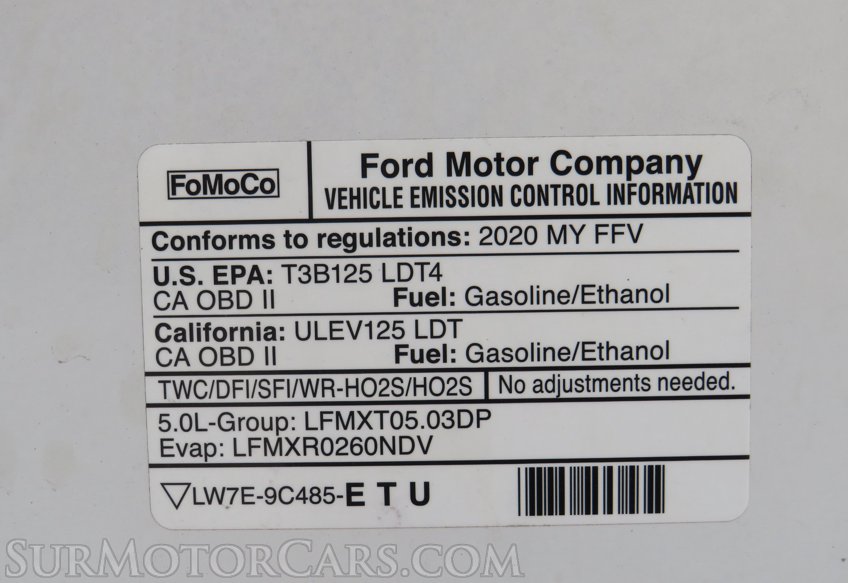 FoMoCo
Ford Motor Company
VEHICLE EMISSION CONTROL INFORMATION
Conforms to regulations: 2020 MY FFV
U.S. EPA: T3B125 LDT4
CA OBD II Fuel: Gasoline/Ethanol
California: ULEV125 LDT
CA OBD II Fuel: Gasoline/Ethanol
TWC/DFI/SFI/WR-HO2S/HO2S No adjustments needed.
5.0L-Group: LFMXT05.03DP
Evap: LFMXR0260NDV
LW7E-9C485-E T U
SURMOTORCARS.COM